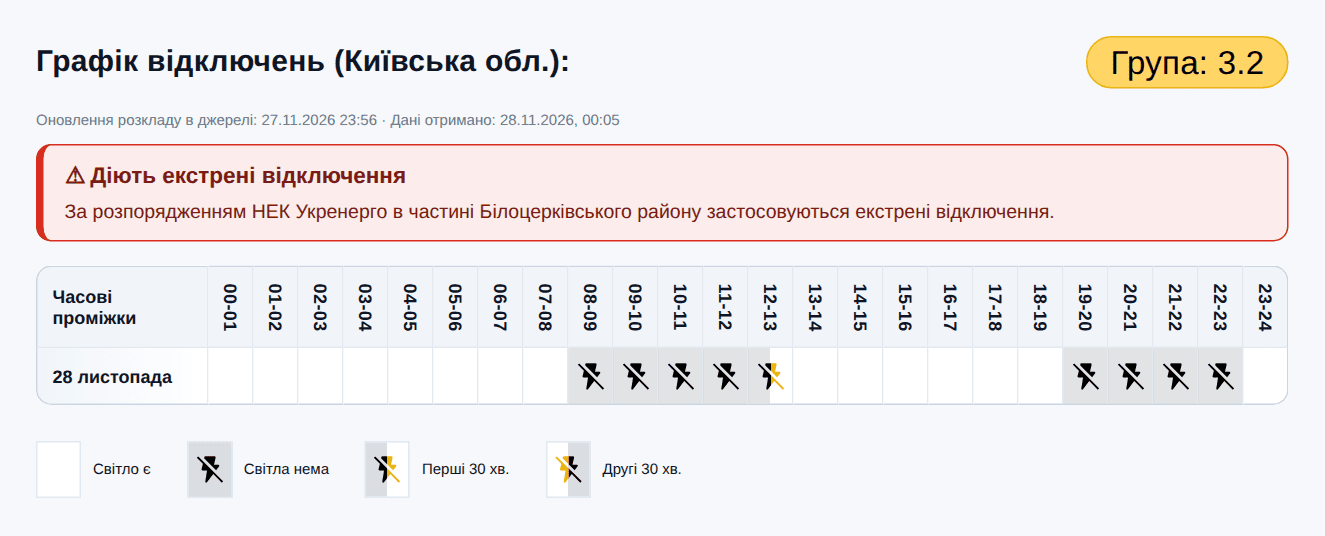 Графік відключень (Київська обл.):
Група: 3.2
Оновлення розкладу в джерелі: 27.11.2026 23:56 · Дані отримано: 28.11.2026, 00:05
⚠ Діють екстрені відключення
За розпорядженням НЕК Укренерго в частині Білоцерківського району застосовуються екстрені відключення.
Часові
проміжки
00-01 01-02 02-03 03-04 04-05 05-06 06-07 07-08 08-09 09-10 10-11 11-12 12-13 13-14 14-15 15-16 16-17 17-18 18-19 19-20 20-21 21-22 22-23 23-24
28 листопада
Світло є Світла нема Перші 30 хв. Другі 30 хв.